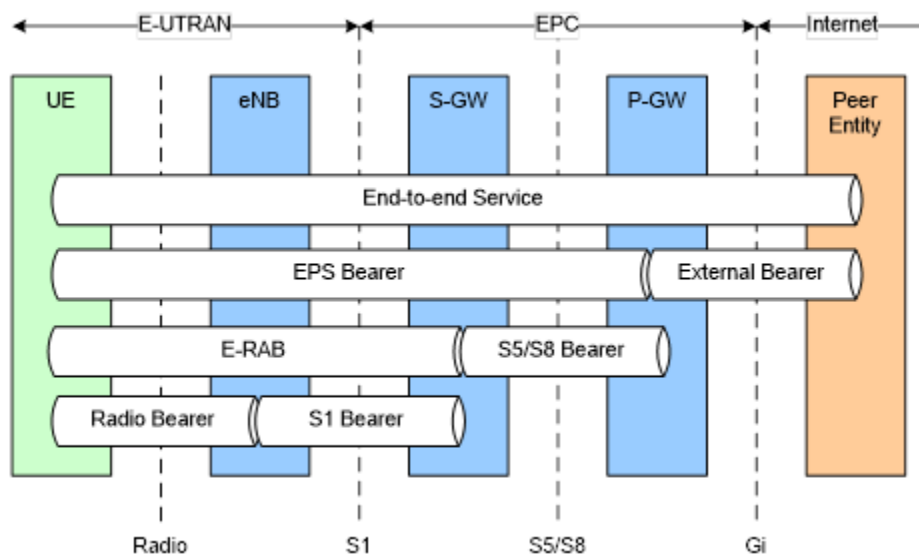 E-UTRAN EPC Internet
UE eNB S-GW P-GW Peer
Entity
End-to-end Service
EPS Bearer External Bearer
E-RAB S5/S8 Bearer
Radio Bearer S1 Bearer
Radio S1 S5/S8 Gi